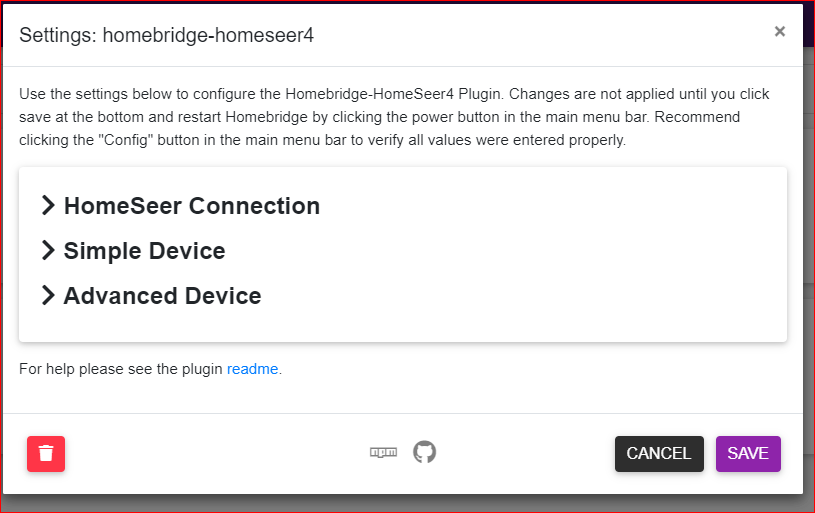 Settings: homebridge-homeseer4
×
Use the settings below to configure the Homebridge-HomeSeer4 Plugin. Changes are not applied until you click
save at the bottom and restart Homebridge by clicking the power button in the main menu bar. Recommend
clicking the "Config" button in the main menu bar to verify all values were entered properly.
HomeSeer Connection
Simple Device
Advanced Device
For help please see the plugin readme.
npm
CANCEL
SAVE